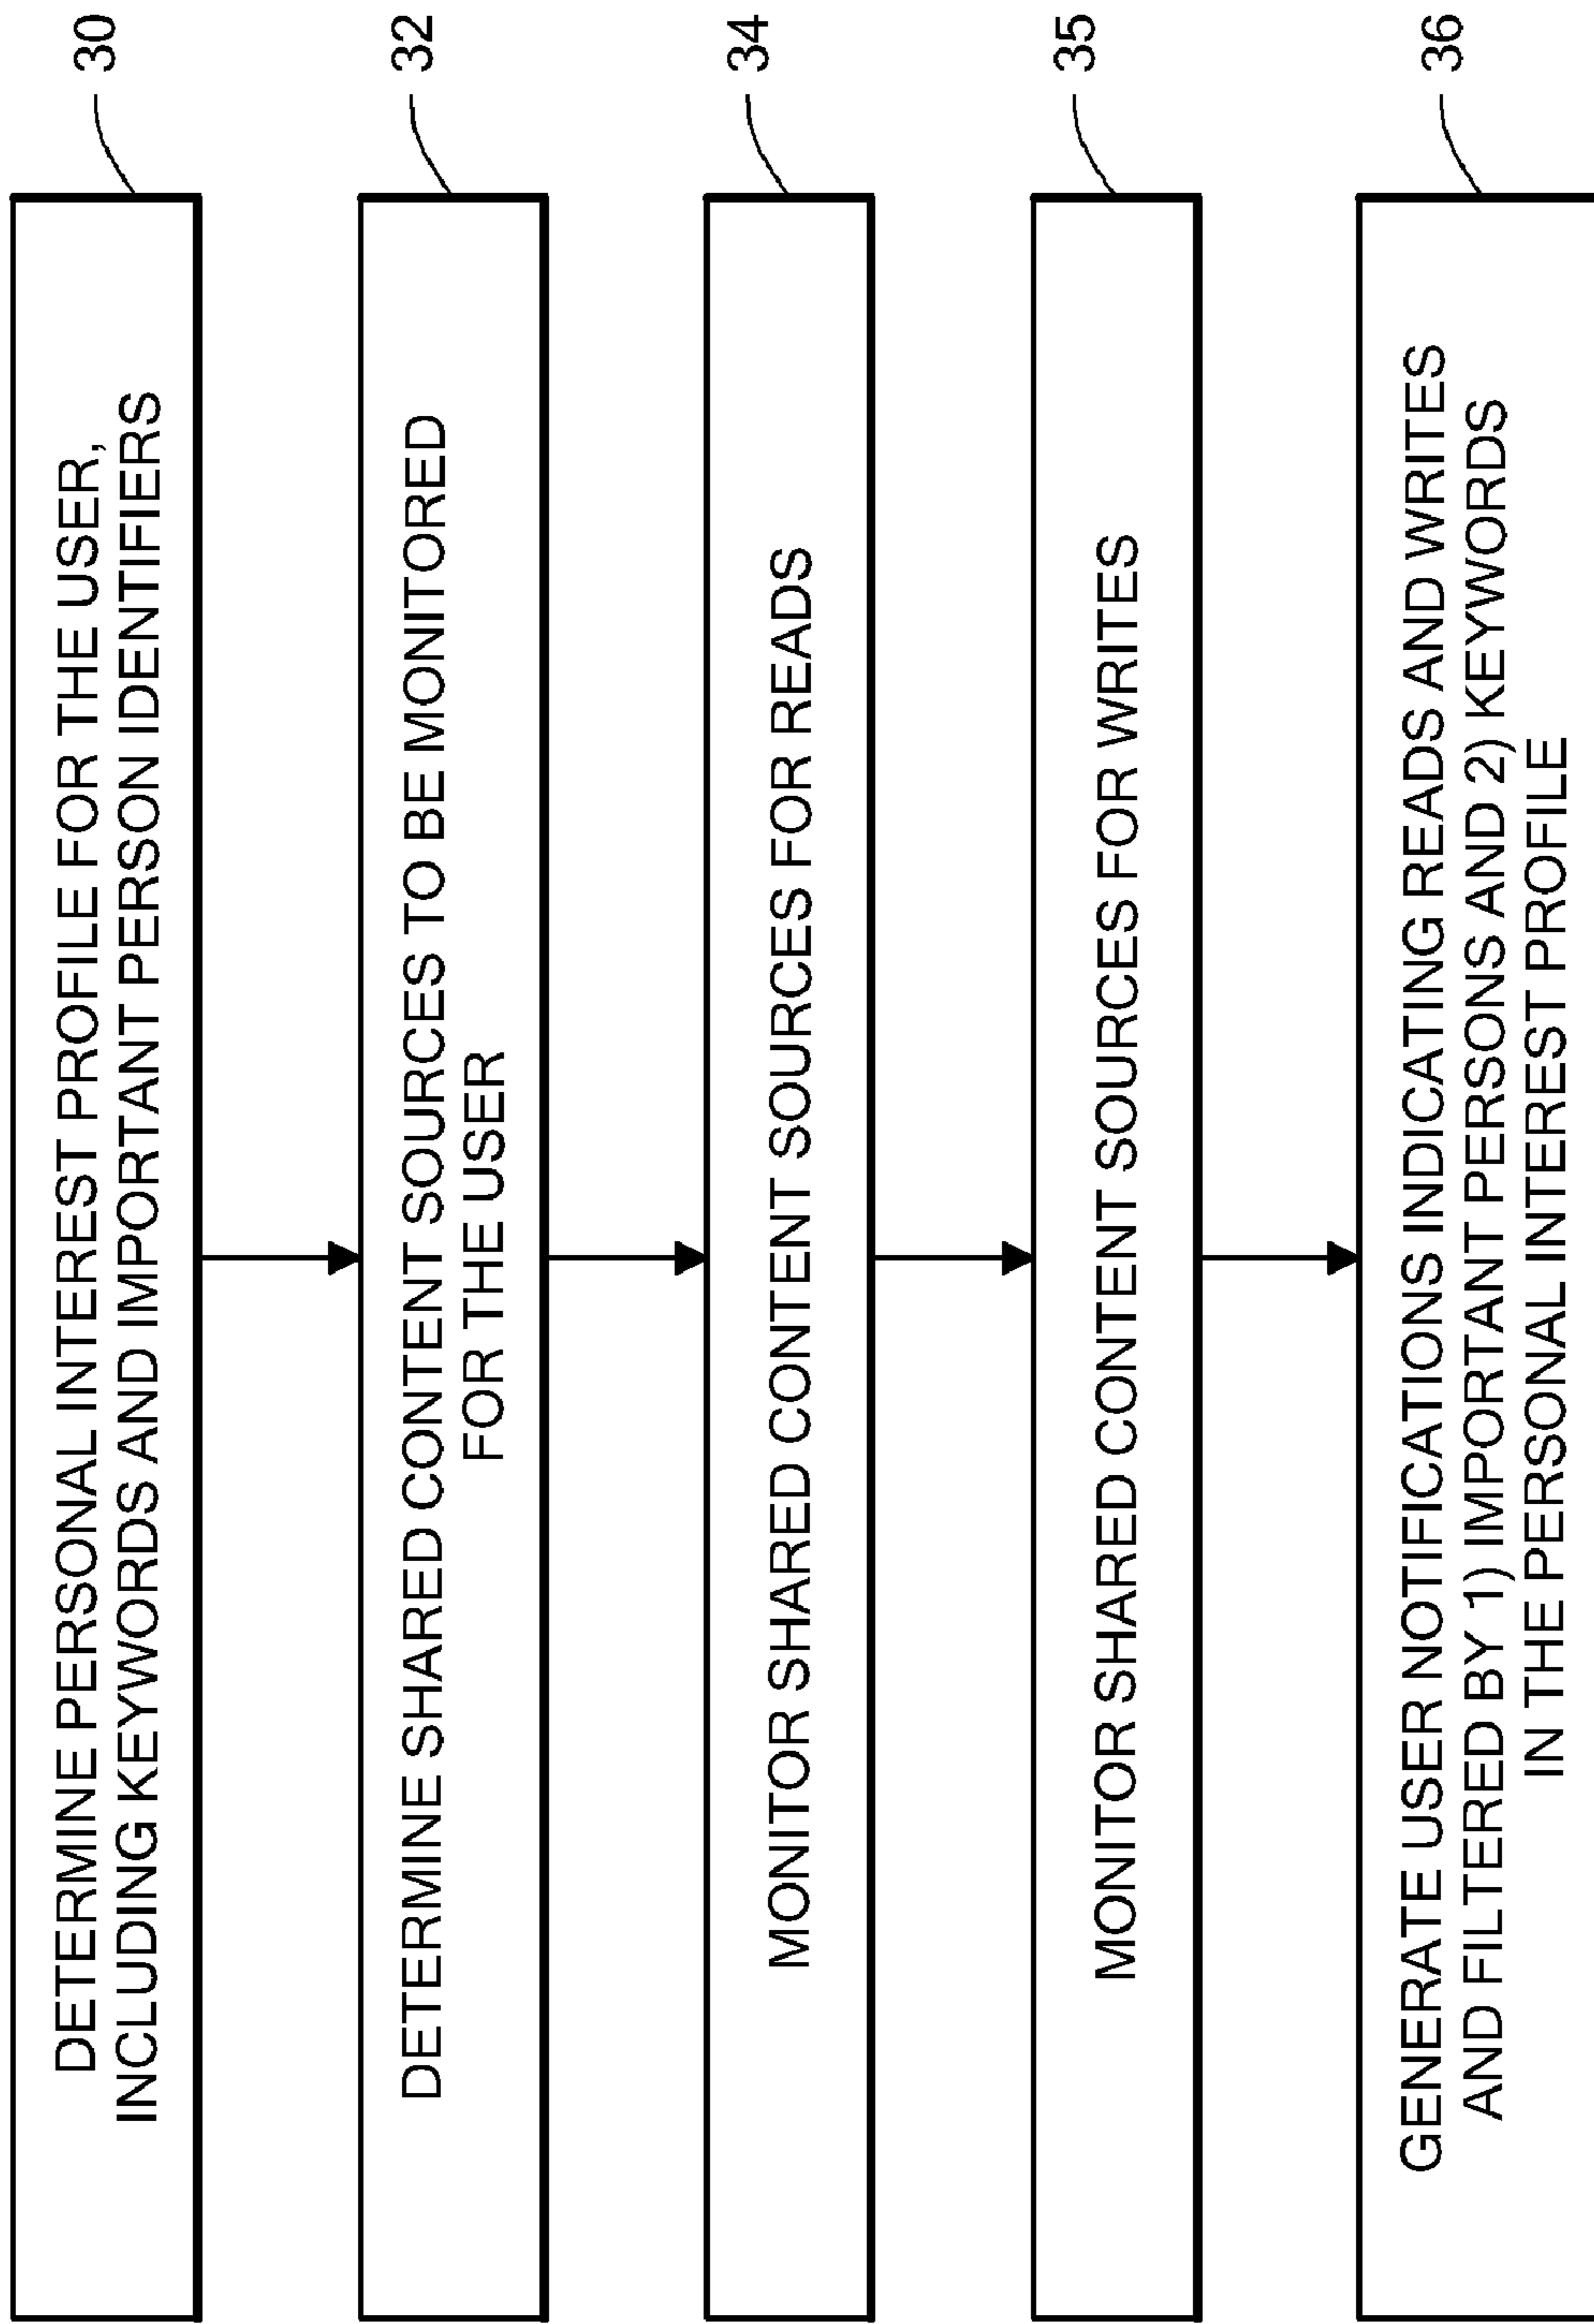 DETERMINE PERSONAL INTEREST PROFILE FOR THE USER,
INCLUDING KEYWORDS AND IMPORTANT PERSON IDENTIFIERS
30
DETERMINE SHARED CONTENT SOURCES TO BE MONITORED
FOR THE USER
32
MONITOR SHARED CONTENT SOURCES FOR READS
34
MONITOR SHARED CONTENT SOURCES FOR WRITES
35
GENERATE USER NOTIFICATIONS INDICATING READS AND WRITES
AND FILTERED BY 1) IMPORTANT PERSONS AND 2) KEYWORDS
IN THE PERSONAL INTEREST PROFILE
36